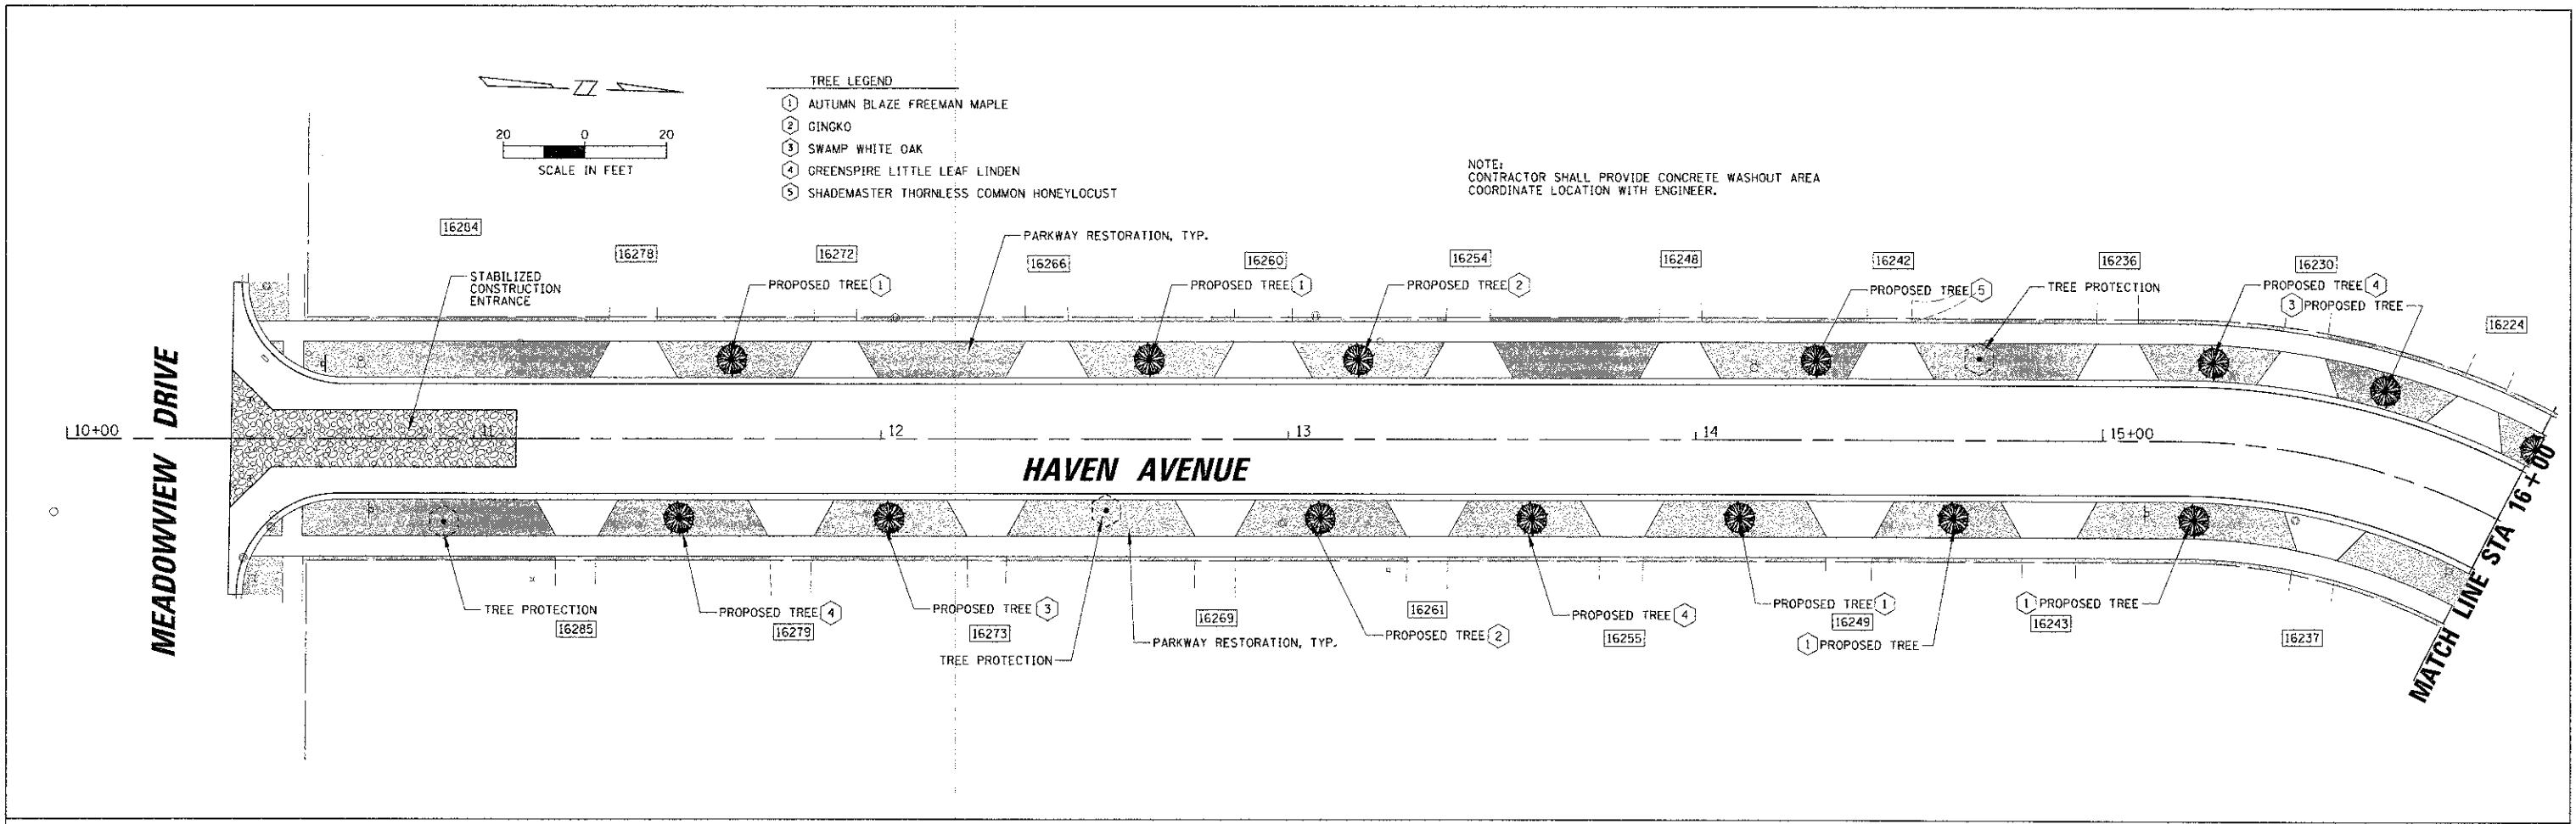 TREE LEGEND
1 AUTUMN BLAZE FREEMAN MAPLE
2 GINGKO
3 SWAMP WHITE OAK
4 GREENSPIRE LITTLE LEAF LINDEN
5 SHADEMASTER THORNLESS COMMON HONEYLOCUST
Z
20 0 20
SCALE IN FEET
NOTE:
CONTRACTOR SHALL PROVIDE CONCRETE WASHOUT AREA
COORDINATE LOCATION WITH ENGINEER.
16284
16278
16272
16266
16260
16254
16248
16242
16236
16230
16224
PARKWAY RESTORATION, TYP.
STABILIZED
CONSTRUCTION
ENTRANCE
PROPOSED TREE 1
PROPOSED TREE 1
PROPOSED TREE 2
PROPOSED TREE 5
TREE PROTECTION
PROPOSED TREE 4
3 PROPOSED TREE
MEADOWVIEW DRIVE
10+00
11
12
13
14
15+00
HAVEN AVENUE
MATCH LINE STA 16+00
TREE PROTECTION
16285
PROPOSED TREE 4
16279
PROPOSED TREE 3
16273
TREE PROTECTION
16269
PARKWAY RESTORATION, TYP.
PROPOSED TREE 2
16261
PROPOSED TREE 4
16255
PROPOSED TREE 1
16249
1 PROPOSED TREE
1 PROPOSED TREE
16243
16237